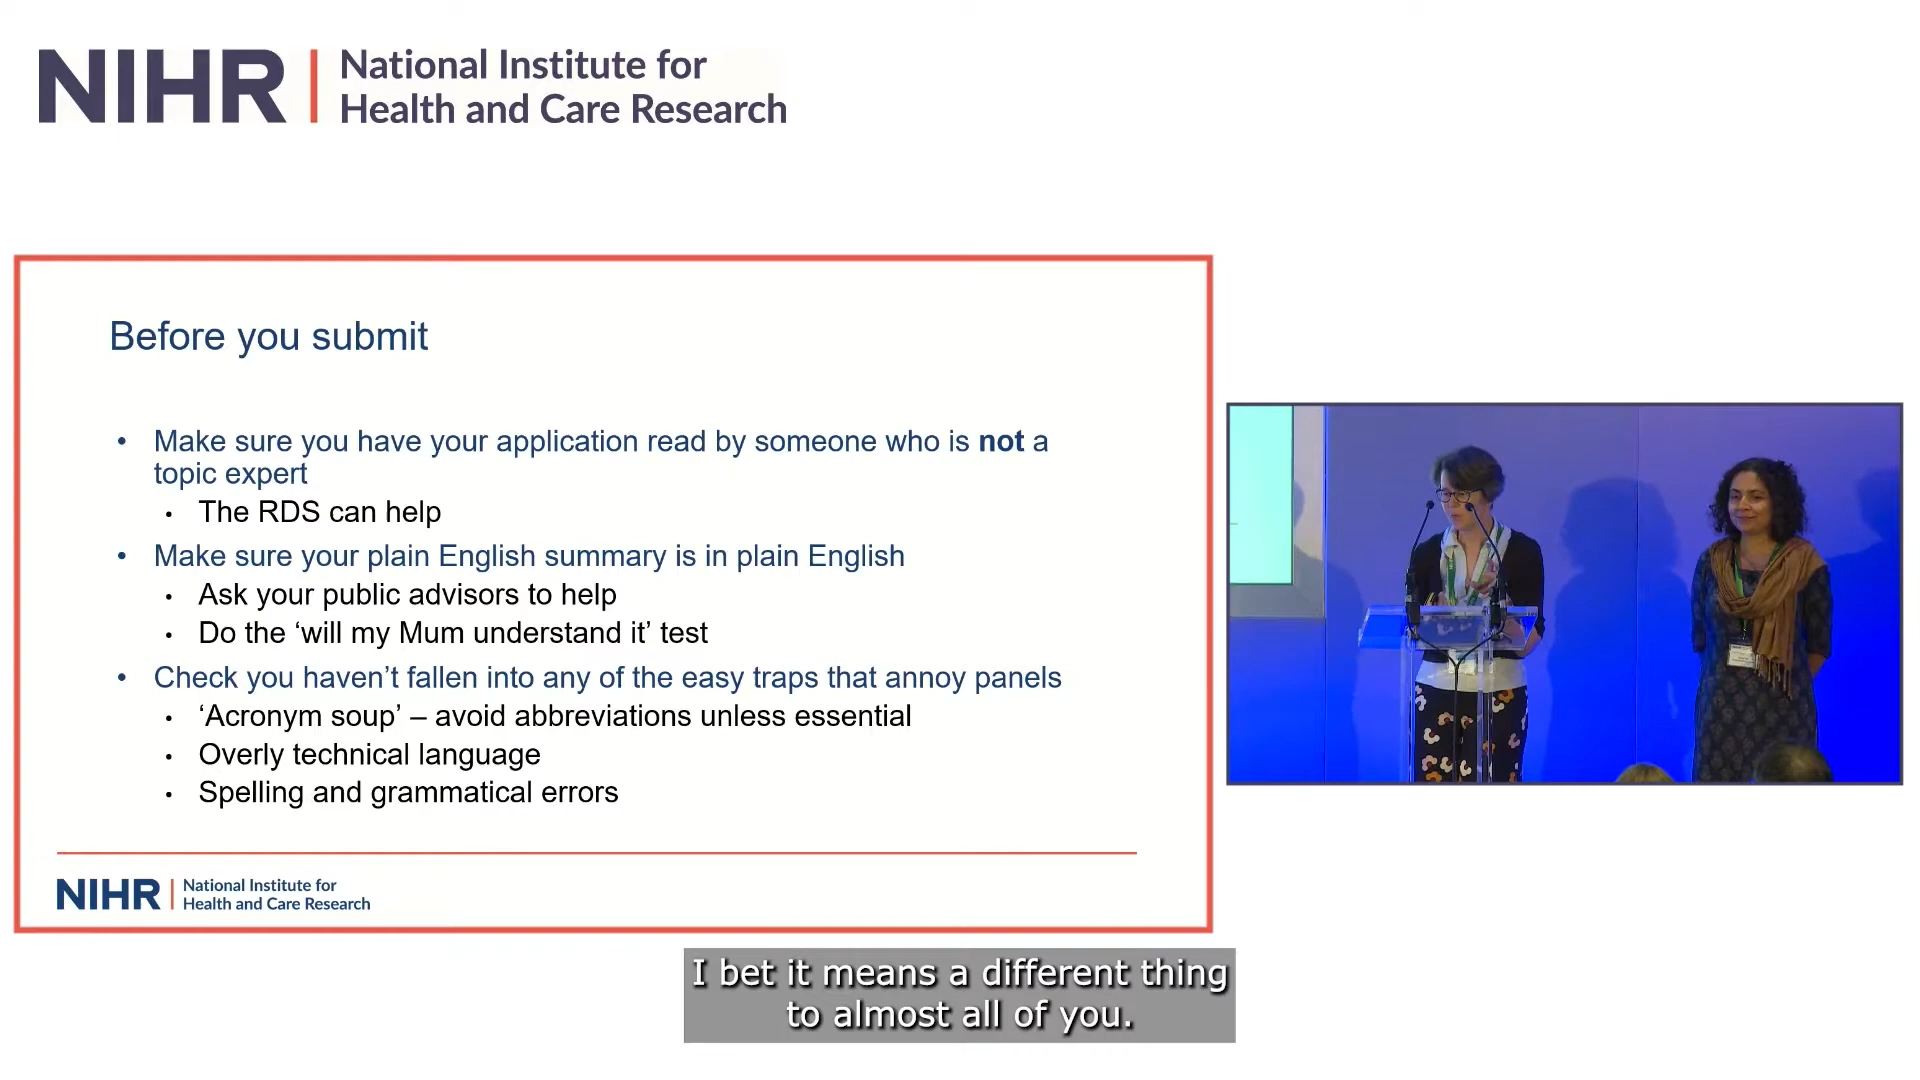 NIHR
National Institute for
Health and Care Research
Before you submit
• Make sure you have your application read by someone who is not a
topic expert
• The RDS can help
• Make sure your plain English summary is in plain English
• Ask your public advisors to help
• Do the ‘will my Mum understand it’ test
• Check you haven’t fallen into any of the easy traps that annoy panels
• ‘Acronym soup’ – avoid abbreviations unless essential
• Overly technical language
• Spelling and grammatical errors
NIHR
National Institute for
Health and Care Research
I bet it means a different thing
to almost all of you.